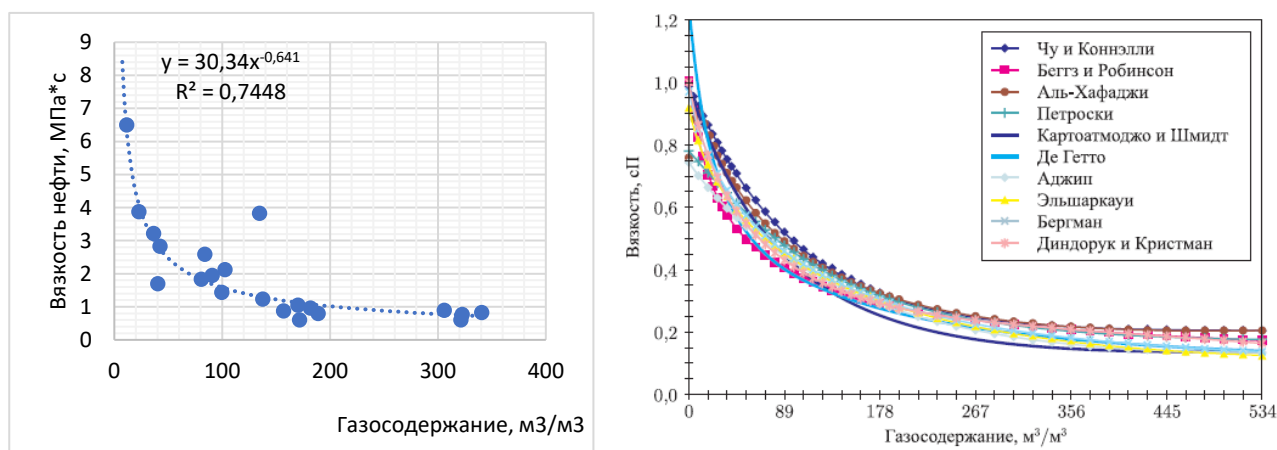 9
8
7
6
5
4
3
2
1
0
Вязкость нефти, МПа*с
y = 30,34x-0,641
R² = 0,7448
0 100 200 300 400
Газосодержание, м3/м3
1,2
1,0
0,8
0,6
0,4
0,2
0,0
Вязкость, сП
Чу и Коннэлли
Беггз и Робинсон
Аль-Хафаджи
Петроски
Картоатмоджо и Шмидт
Де Гетто
Аджип
Эльшаркауи
Бергман
Диндорук и Кристман
0 89 178 267 356 445 534
Газосодержание, м³/м³